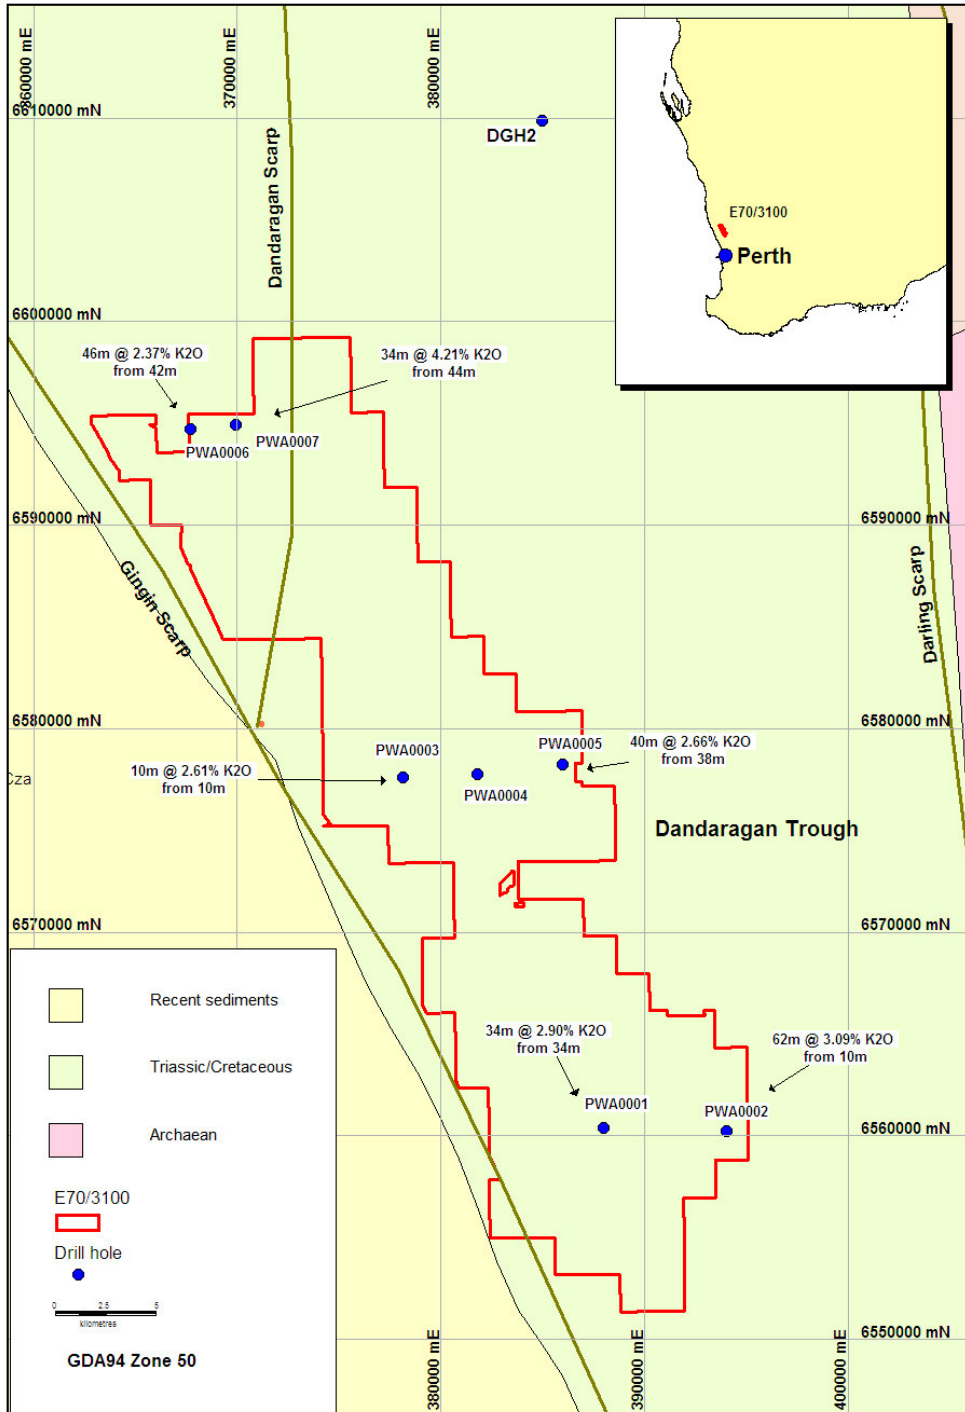 360000 mE
370000 mE
380000 mE
6610000 mN
DGH2
Dandaragan Scarp
E70/3100
Perth
6600000 mN
46m @ 2.37% K2O
from 42m
34m @ 4.21% K2O
from 44m
PWA0006
PWA0007
6590000 mN
6590000 mN
Gingin Scarp
Darling Scarp
6580000 mN
6580000 mN
PWA0003
PWA0005
40m @ 2.66% K2O
from 38m
10m @ 2.61% K2O
from 10m
PWA0004
Cza
Dandaragan Trough
6570000 mN
6570000 mN
Recent sediments
34m @ 2.90% K2O
from 34m
62m @ 3.09% K2O
from 10m
Triassic/Cretaceous
PWA0001
PWA0002
Archaean
6560000 mN
E70/3100
Drill hole
0 2.5 5
kilometres
GDA94 Zone 50
6550000 mN
380000 mE
390000 mE
400000 mE